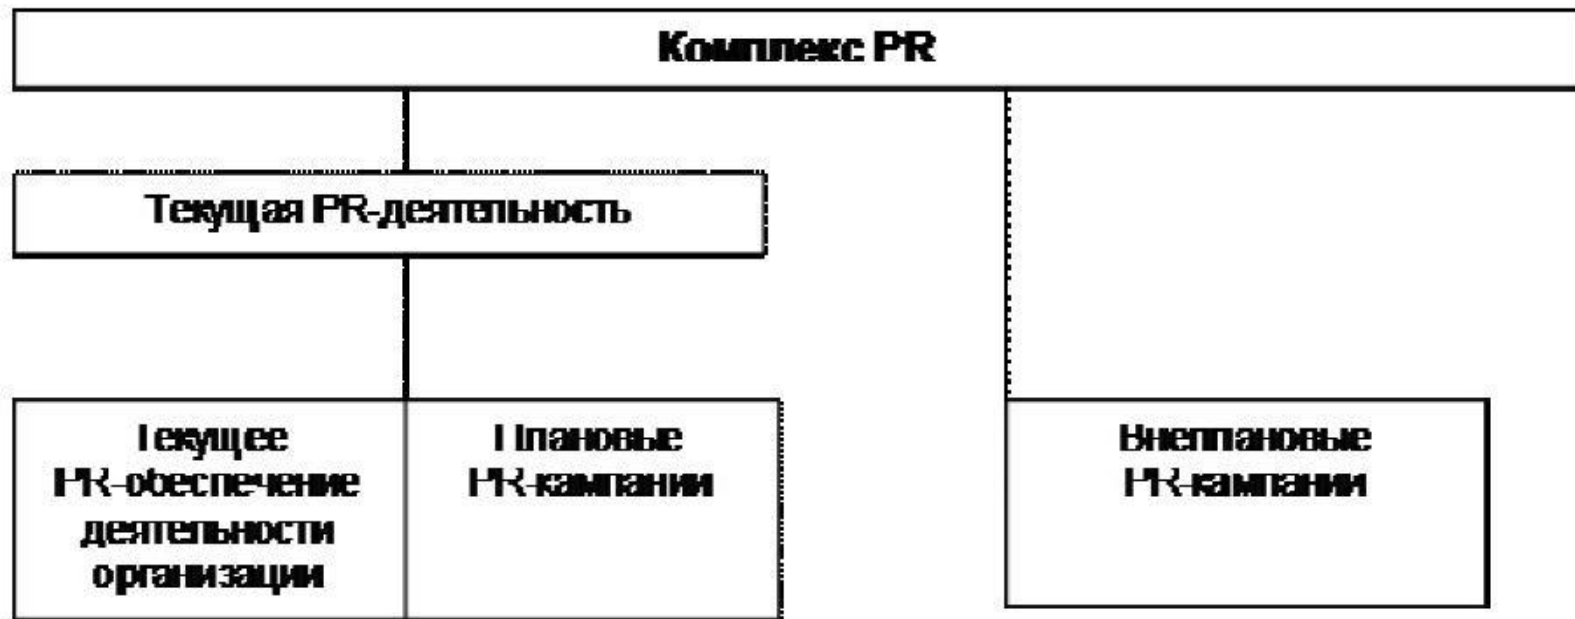 Комплекс PR
Текущая PR-деятельность
Текущее
PR-обеспечение
деятельности
организации
Плановые
PR-кампании
Внеплановые
PR-кампании